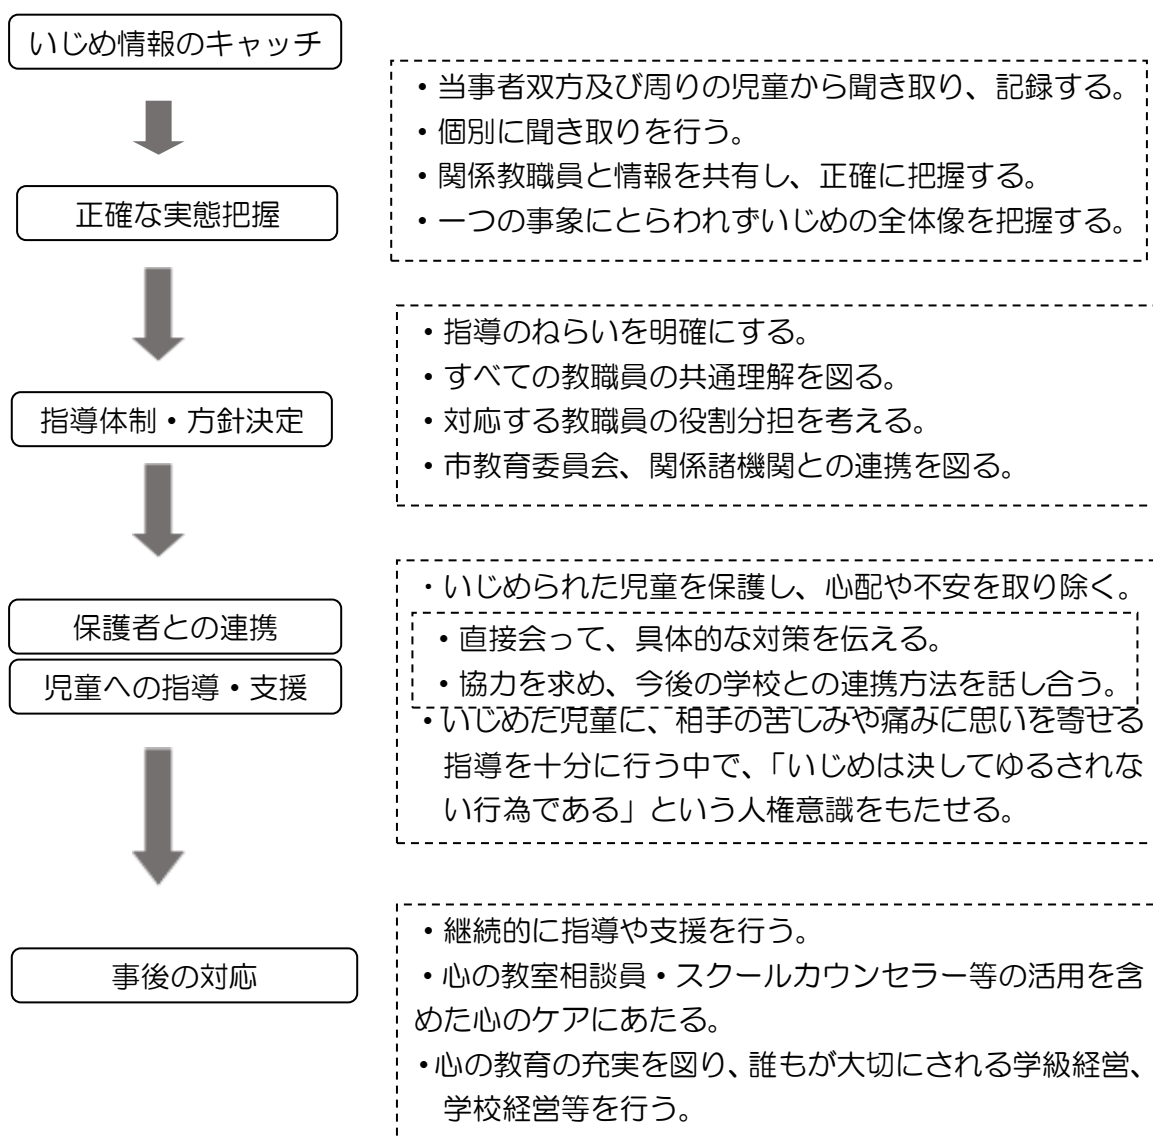 いじめ情報のキャッチ
・当事者双方及び周りの児童から聞き取り、記録する。
・個別に聞き取りを行う。
・関係教職員と情報を共有し、正確に把握する。
・一つの事象にとらわれずいじめの全体像を把握する。
正確な実態把握
・指導のねらいを明確にする。
・すべての教職員の共通理解を図る。
・対応する教職員の役割分担を考える。
・市教育委員会、関係諸機関との連携を図る。
指導体制・方針決定
・いじめられた児童を保護し、心配や不安を取り除く。
保護者との連携
・直接会って、具体的な対策を伝える。
・協力を求め、今後の学校との連携方法を話し合う。
児童への指導・支援
・いじめた児童に、相手の苦しみや痛みに思いを寄せる
指導を十分に行う中で、「いじめは決してゆるされな
い行為である」という人権意識をもたせる。
事後の対応
・継続的に指導や支援を行う。
・心の教室相談員・スクールカウンセラー等の活用を含
めた心のケアにあたる。
・心の教育の充実を図り、誰もが大切にされる学級経営、
学校経営等を行う。